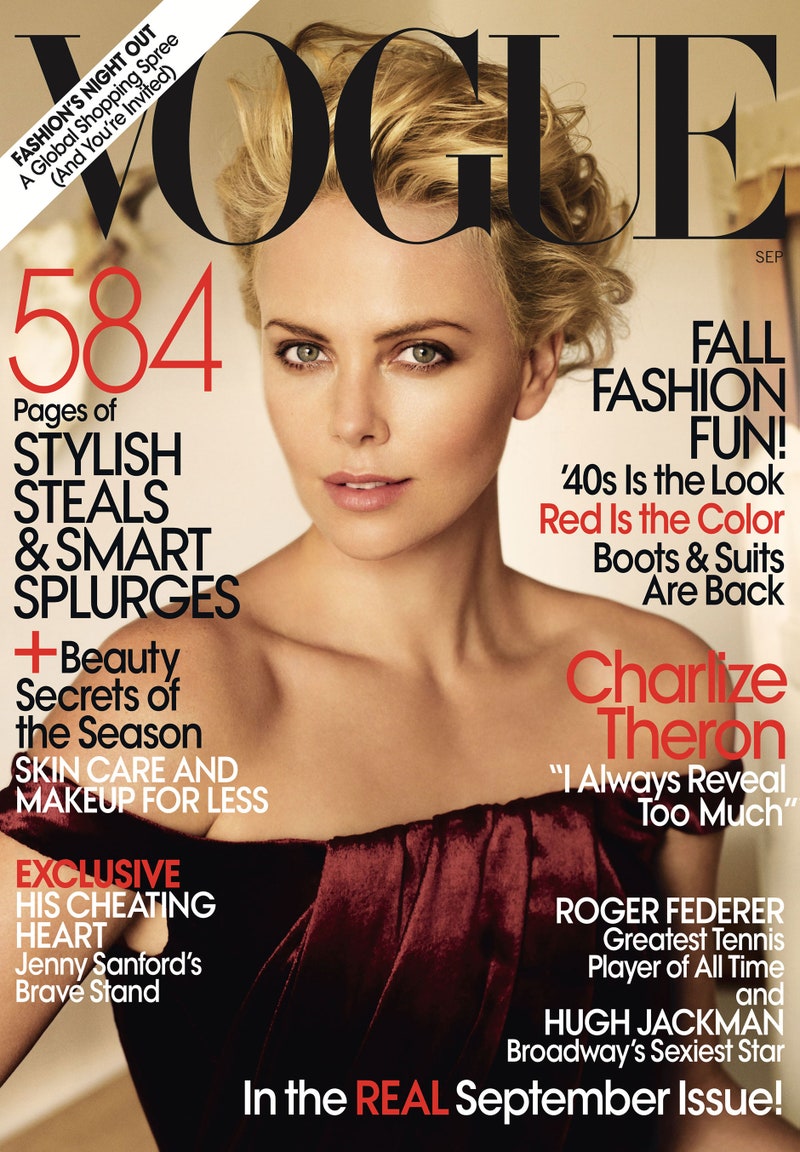 FASHION'S NIGHT OUT
A Global Shopping Spree
(And You're Invited)
VOGUE
SEP
584
Pages of
STYLISH
STEALS
& SMART
SPLURGES
+ Beauty
Secrets of
the Season
SKIN CARE AND
MAKEUP FOR LESS
EXCLUSIVE
HIS CHEATING
HEART
Jenny Sanford's
Brave Stand
FALL
FASHION
FUN!
'40s Is the Look
Red Is the Color
Boots & Suits
Are Back
Charlize
Theron
“I Always Reveal
Too Much”
ROGER FEDERER
Greatest Tennis
Player of All Time
and
HUGH JACKMAN
Broadway's Sexiest Star
In the REAL September Issue!